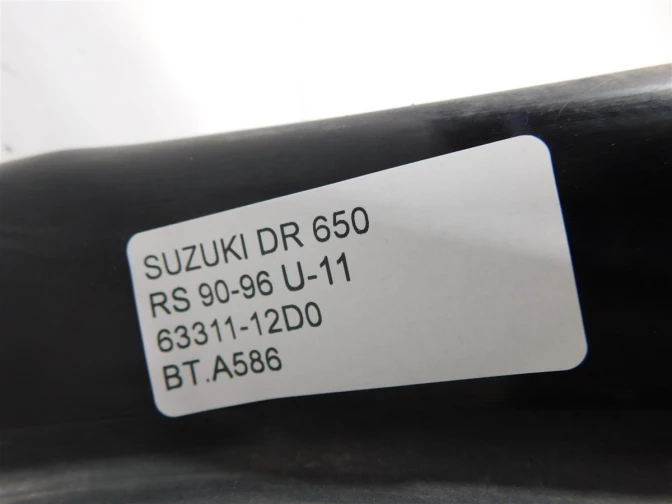 SUZUKI DR 650
RS 90-96 U-11
63311-12D0
BT.A586